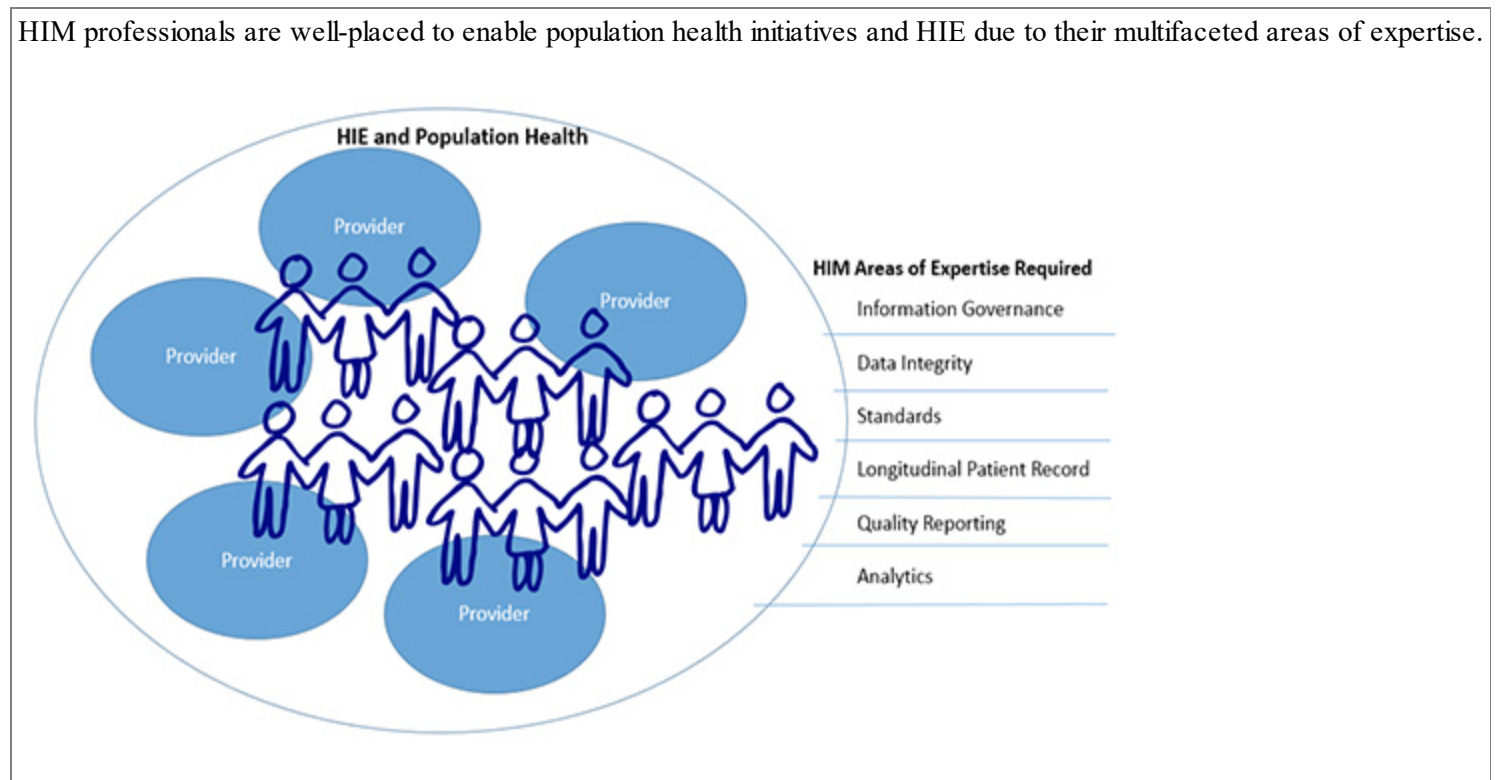 HIM professionals are well-placed to enable population health initiatives and HIE due to their multifaceted areas of expertise.
HIE and Population Health
Provider
Provider
Provider
Provider
Provider
HIM Areas of Expertise Required
Information Governance
Data Integrity
Standards
Longitudinal Patient Record
Quality Reporting
Analytics